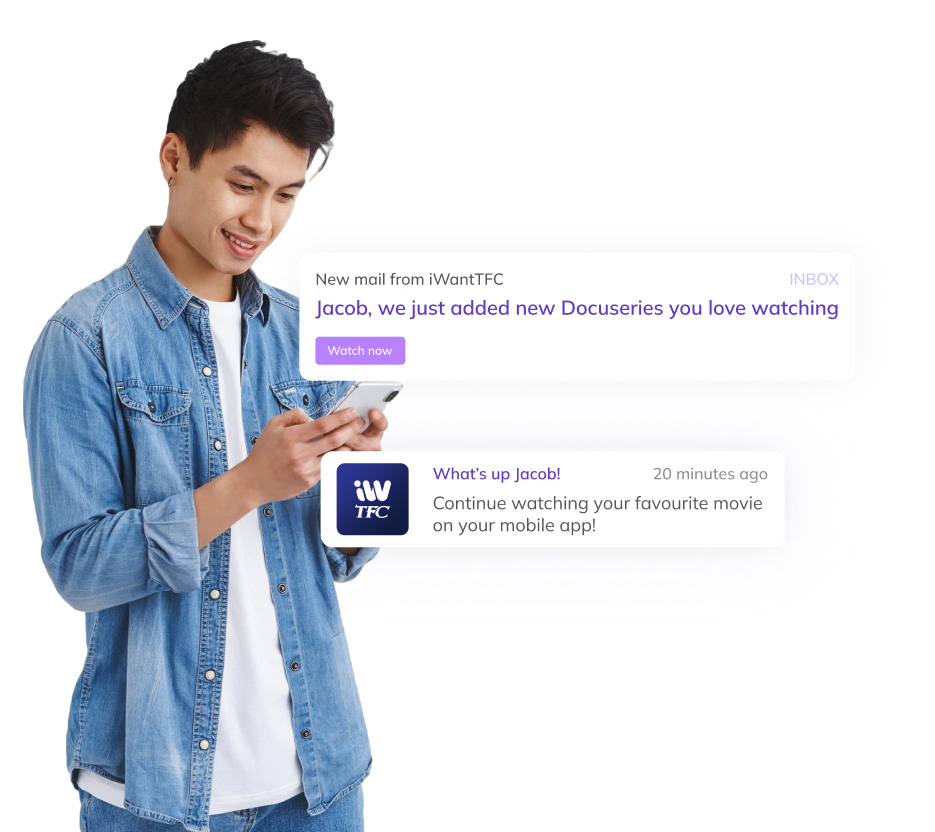 New mail from iWantTFC
INBOX
Jacob, we just added new Docuseries you love watching
Watch now
What's up Jacob!
20 minutes ago
iW
TFC
Continue watching your favourite movie
on your mobile app!